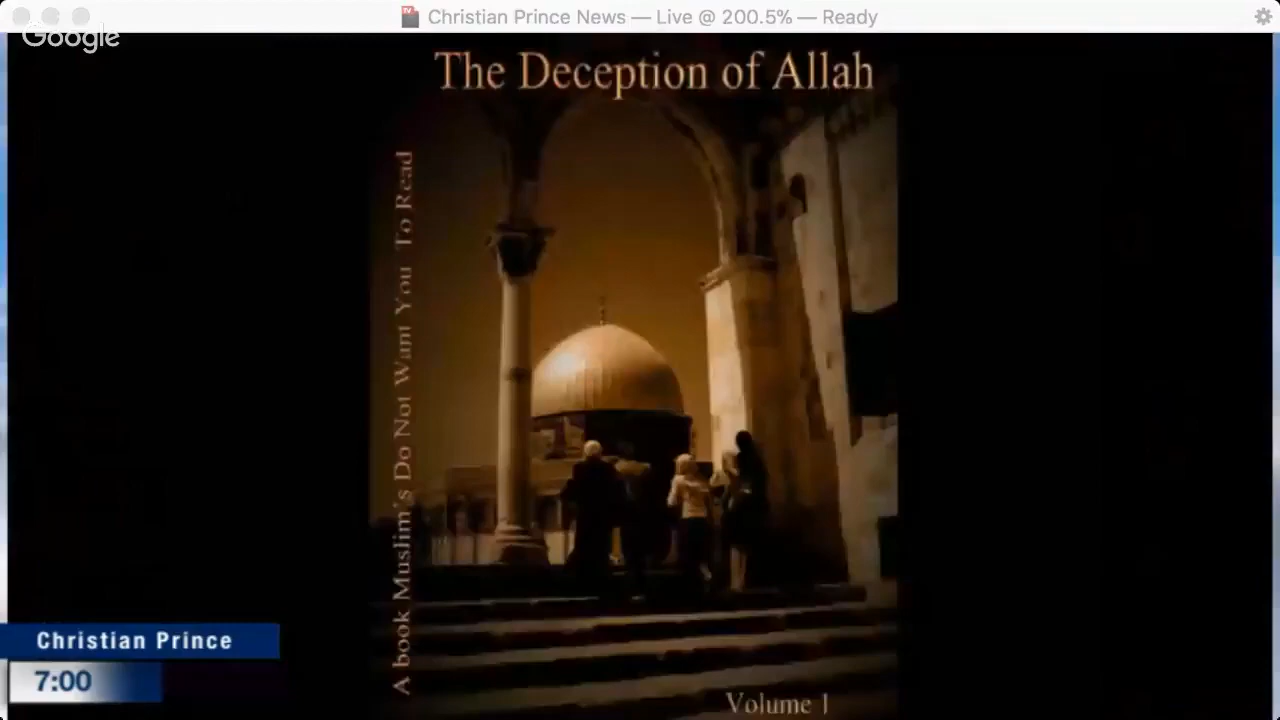 Christian Prince News — Live @ 200.5% — Ready
Google
The Deception of Allah
A book Muslim's Do Not Want You To Read
Christian Prince
7:00
Volume 1